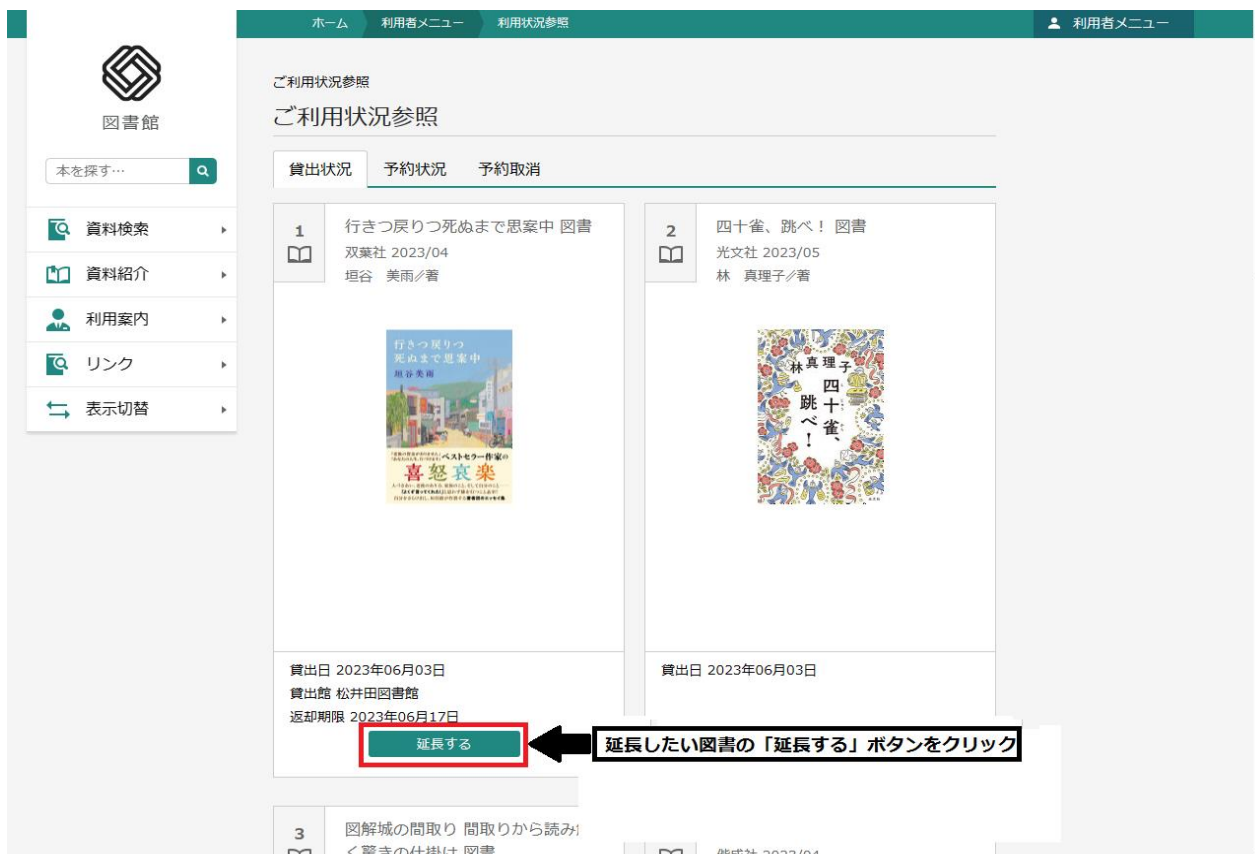 ホーム 利用者メニュー 利用状況参照 利用者メニュー
図書館
本を探す…
資料検索
資料紹介
利用案内
リンク
表示切替
ご利用状況参照
ご利用状況参照
貸出状況 予約状況 予約取消
1
行きつ戻りつ死ぬまで思案中 図書
双葉社 2023/04
垣谷 美雨∥著
行きつ戻りつ
死ぬまで思案中
垣谷美雨
ベストセラー作家の
喜怒哀楽
貸出日 2023年06月03日
貸出館 松井田図書館
返却期限 2023年06月17日
延長する
2
四十雀、跳べ！ 図書
光文社 2023/05
林 真理子∥著
林真理子
四十雀、
跳べ！
貸出日 2023年06月03日
延長したい図書の「延長する」ボタンをクリック
3
図解城の間取り 間取りから読み
く驚きの仕掛け 図書
偕成社 2023/04